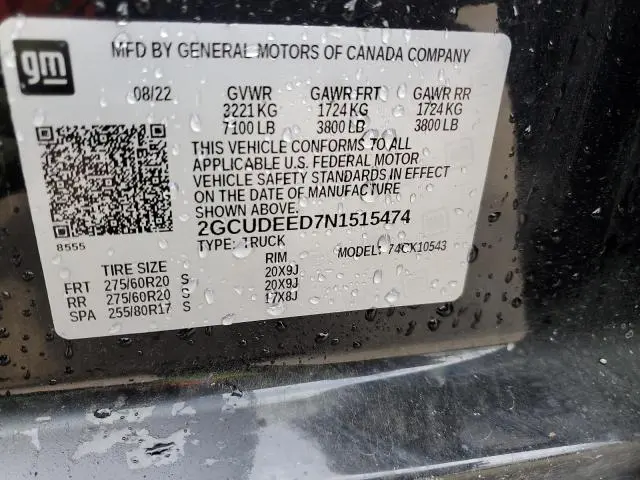 gm
MFD BY GENERAL MOTORS OF CANADA COMPANY
08/22 GVWR GAWR FRT GAWR RR
3221 KG 1724 KG 1724 KG
7100 LB 3800 LB 3800 LB
THIS VEHICLE CONFORMS TO ALL
APPLICABLE U.S. FEDERAL MOTOR
VEHICLE SAFETY STANDARDS IN EFFECT
ON THE DATE OF MANUFACTURE
SHOWN ABOVE.
2GCUDEED7N1515474
8555 TYPE: TRUCK MODEL: 74CK10543
TIRE SIZE RIM
FRT 275/60R20 S 20X9J
RR 275/60R20 S 20X9J
SPA 255/80R17 S 17X8J